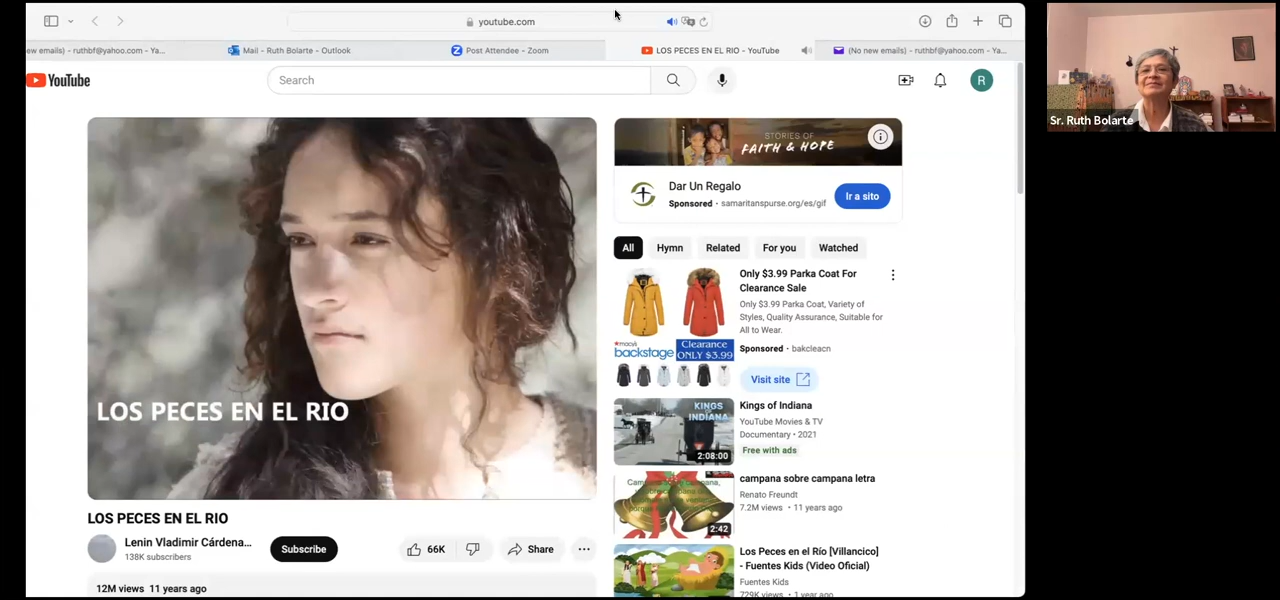 youtube.com
ew emails) - ruthbf@yahoo.com - Ya...
Mail - Ruth Bolarte - Outlook
Post Attendee - Zoom
LOS PECES EN EL RIO - YouTube
(No new emails) - ruthbf@yahoo.com - Ya...
YouTube
Search
R
LOS PECES EN EL RIO
LOS PECES EN EL RIO
Lenin Vladimir Cárdena...
138K subscribers
Subscribe
66K
Share
12M views 11 years ago
STORIES OF
FAITH & HOPE
Dar Un Regalo
Sponsored · samaritanspurse.org/es/gif
Ir a sito
All
Hymn
Related
For you
Watched
macy's
backstage
Clearance
ONLY $3.99
Only $3.99 Parka Coat For
Clearance Sale
Only $3.99 Parka Coat, Variety of
Styles, Quality Assurance, Suitable for
All to Wear.
Sponsored · bakcleacn
Visit site
KINGS
INDIANA
2:08:00
Kings of Indiana
YouTube Movies & TV
Documentary • 2021
Free with ads
2:42
campana sobre campana letra
Renato Freundt
7.2M views • 11 years ago
Los Peces en el Río [Villancico]
- Fuentes Kids (Video Oficial)
Fuentes Kids
729K views • 1 year ago
Sr. Ruth Bolarte